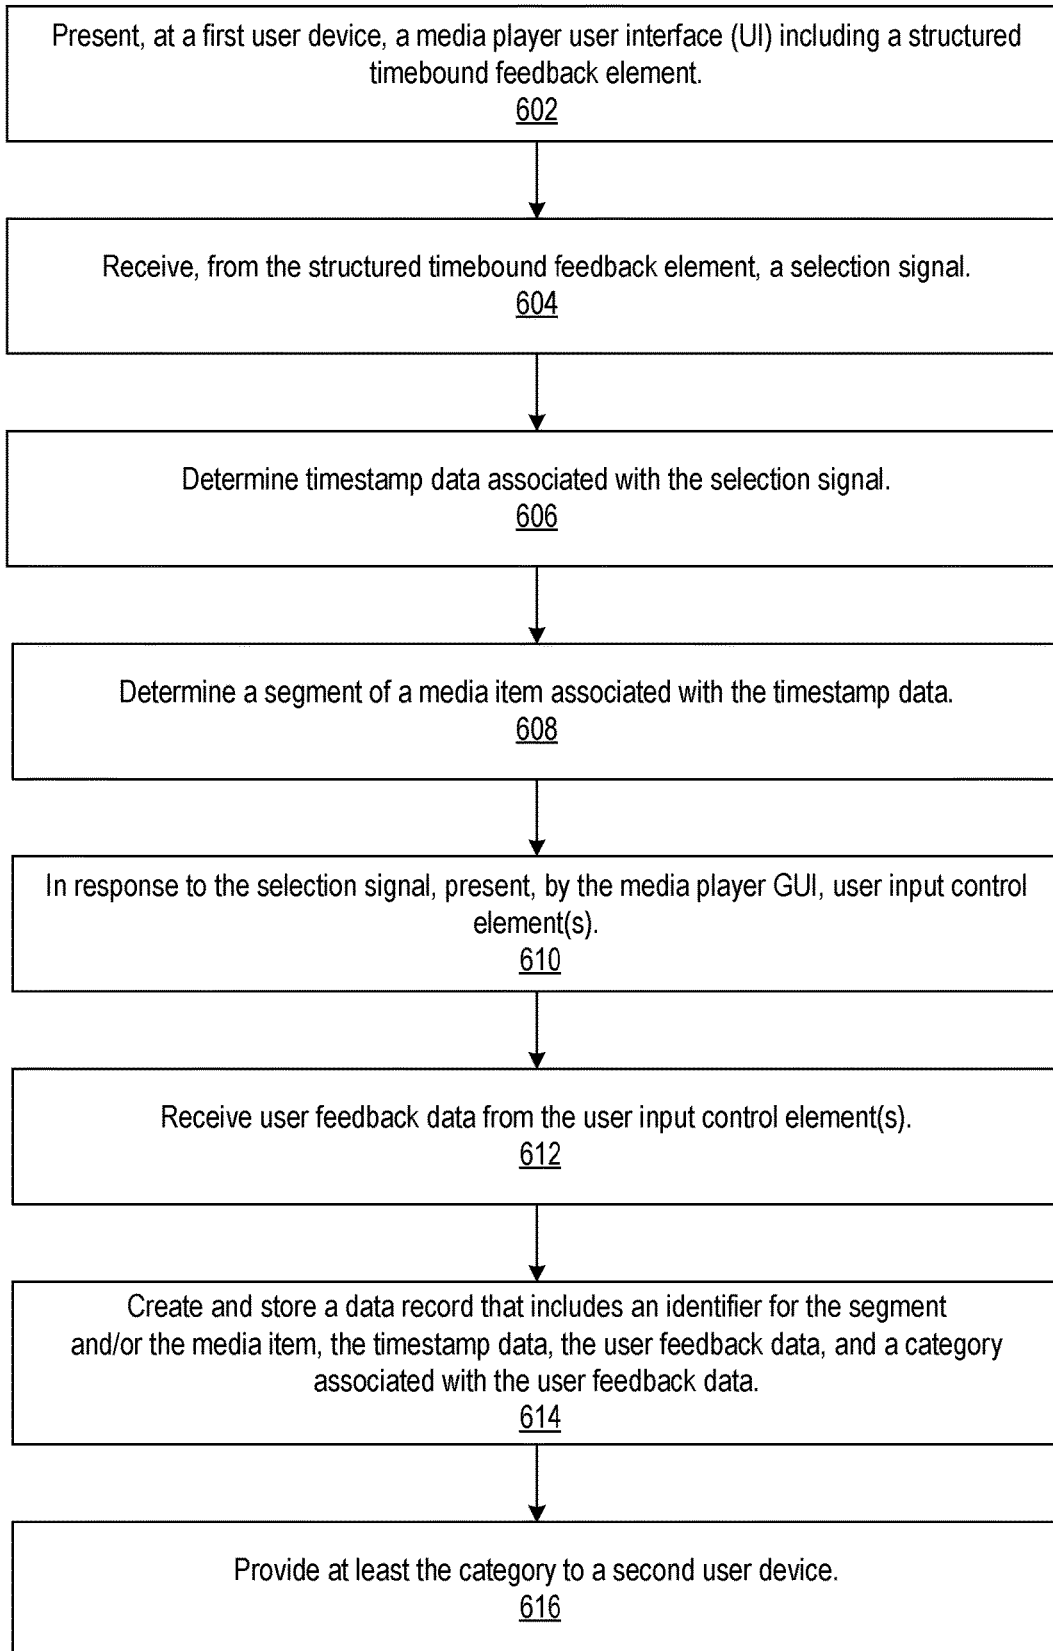 Present, at a first user device, a media player user interface (UI) including a structured
timebound feedback element.
602
Receive, from the structured timebound feedback element, a selection signal.
604
Determine timestamp data associated with the selection signal.
606
Determine a segment of a media item associated with the timestamp data.
608
In response to the selection signal, present, by the media player GUI, user input control
element(s).
610
Receive user feedback data from the user input control element(s).
612
Create and store a data record that includes an identifier for the segment
and/or the media item, the timestamp data, the user feedback data, and a category
associated with the user feedback data.
614
Provide at least the category to a second user device.
616